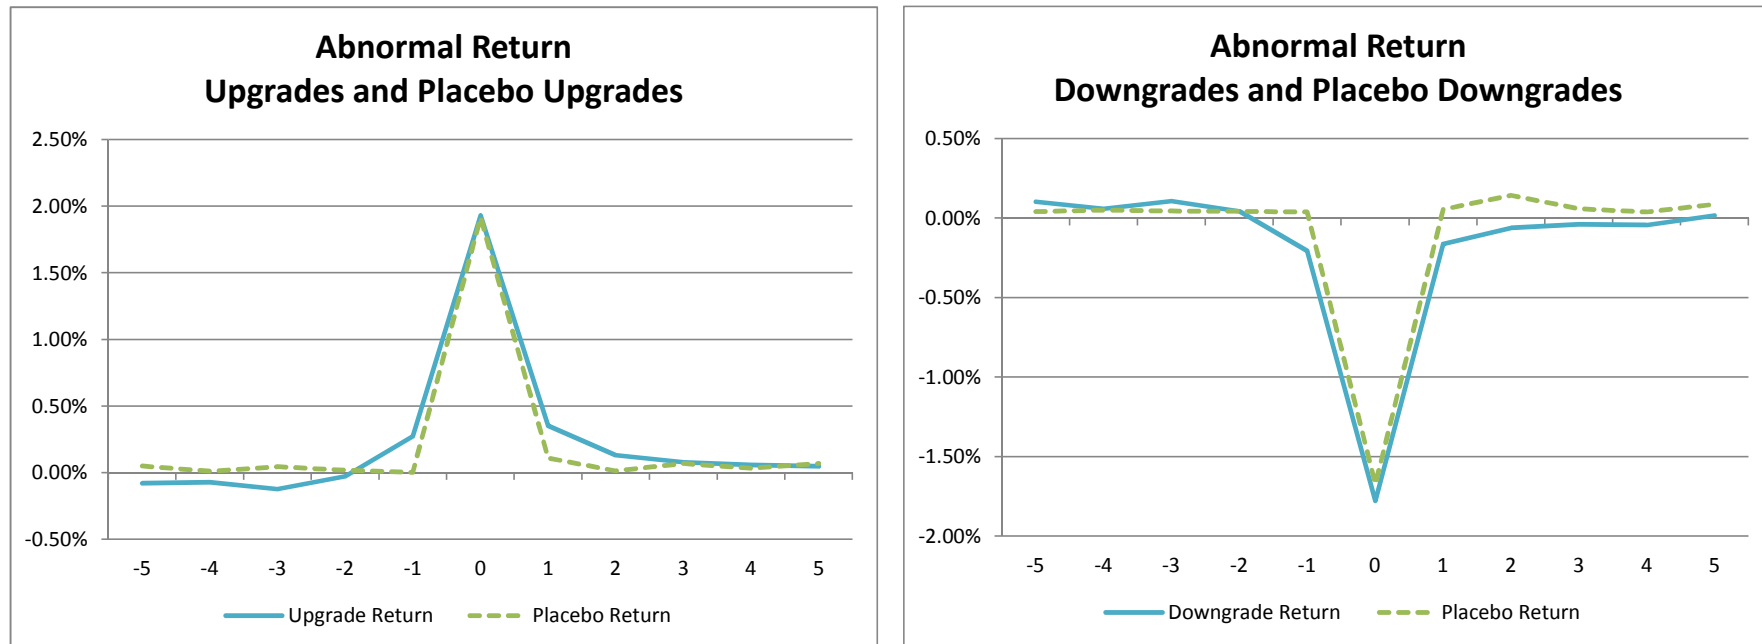 Abnormal Return
Upgrades and Placebo Upgrades
2.50%
2.00%
1.50%
1.00%
0.50%
0.00%
-0.50%
-5 -4 -3 -2 -1 0 1 2 3 4 5
Upgrade Return Placebo Return
Abnormal Return
Downgrades and Placebo Downgrades
0.50%
0.00%
-0.50%
-1.00%
-1.50%
-2.00%
-5 -4 -3 -2 -1 0 1 2 3 4 5
Downgrade Return Placebo Return